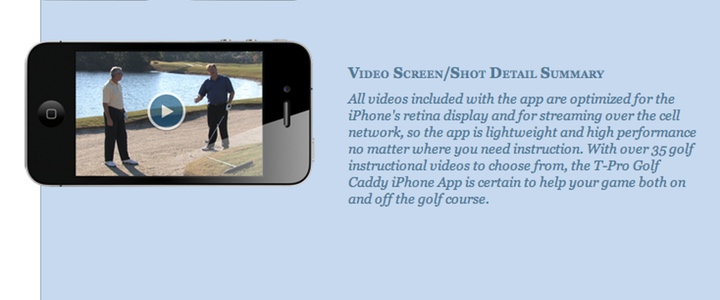 Video Screen/Shot Detail Summary
All videos included with the app are optimized for the
iPhone's retina display and for streaming over the cell
network, so the app is lightweight and high performance
no matter where you need instruction. With over 35 golf
instructional videos to choose from, the T-Pro Golf
Caddy iPhone App is certain to help your game both on
and off the golf course.